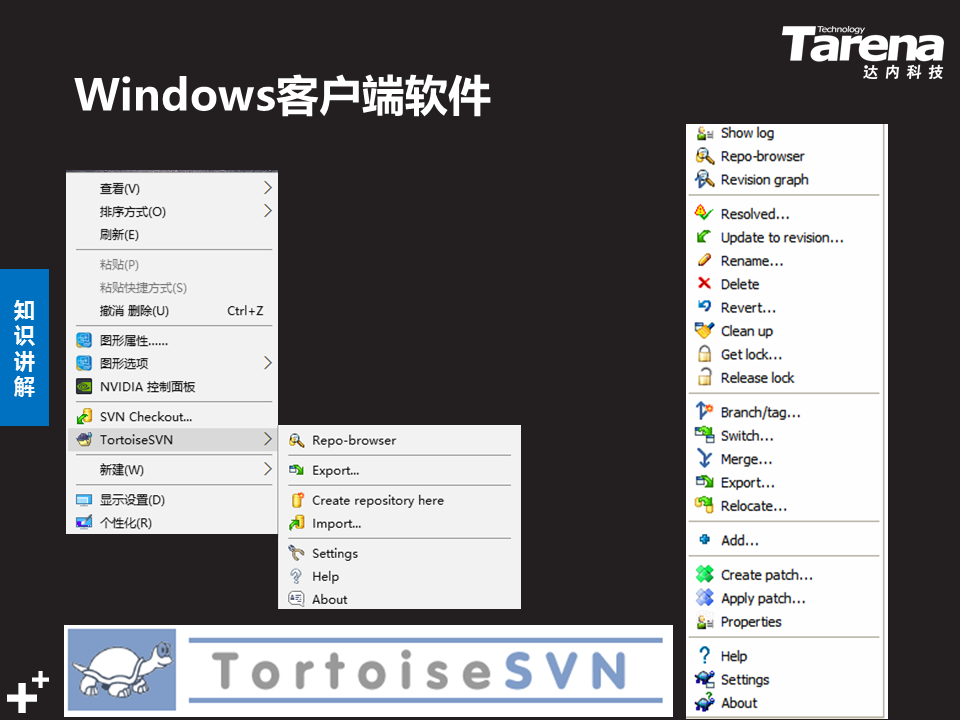 Technology
Tarena
达内科技
Windows客户端软件
知识讲解
查看(V)
排序方式(O)
刷新(E)
粘贴(P)
粘贴快捷方式(S)
撤消 删除(U) Ctrl+Z
图形属性......
图形选项
NVIDIA 控制面板
SVN Checkout...
TortoiseSVN
新建(W)
显示设置(D)
个性化(R)
Repo-browser
Export...
Create repository here
Import...
Settings
Help
About
Show log
Repo-browser
Revision graph
Resolved...
Update to revision...
Rename...
Delete
Revert...
Clean up
Get lock...
Release lock
Branch/tag...
Switch...
Merge...
Export...
Relocate...
Add...
Create patch...
Apply patch...
Properties
Help
Settings
About
TortoiseSVN